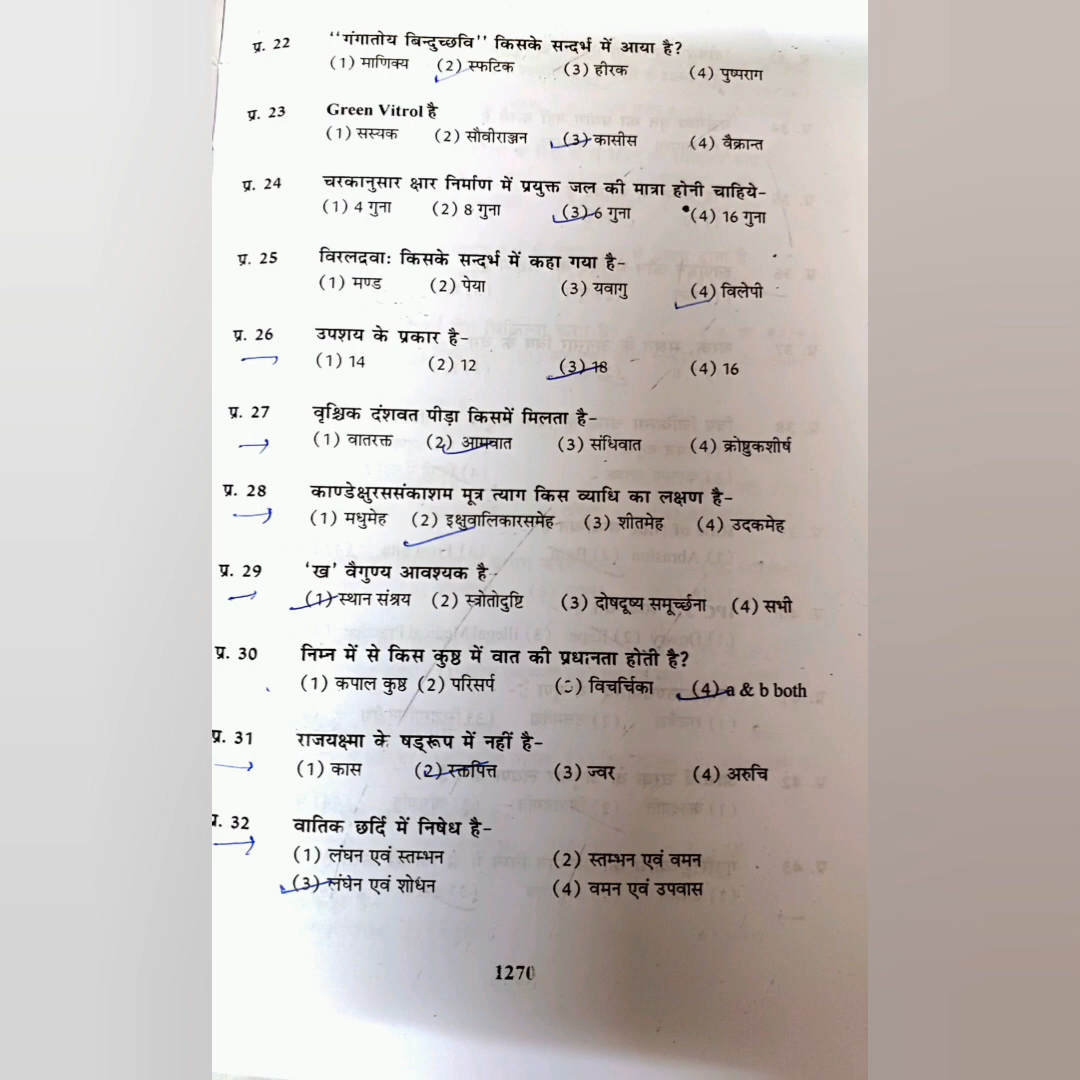 प्र. 22 "गंगातोय बिन्दुच्छवि" किसके सन्दर्भ में आया है?
(1) माणिक्य (2) स्फटिक (3) हीरक (4) पुष्पराग
प्र. 23 Green Vitrol है
(1) सस्यक (2) सौवीराञ्जन (3) कासीस (4) वैक्रान्त
प्र. 24 चरकानुसार क्षार निर्माण में प्रयुक्त जल की मात्रा होनी चाहिये-
(1) 4 गुना (2) 8 गुना (3) 6 गुना (4) 16 गुना
प्र. 25 विरलद्रवाः किसके सन्दर्भ में कहा गया है-
(1) मण्ड (2) पेया (3) यवागु (4) विलेपी
प्र. 26 उपशय के प्रकार है-
(1) 14 (2) 12 (3) 18 (4) 16
प्र. 27 वृश्चिक दंशवत पीड़ा किसमें मिलता है-
(1) वातरक्त (2) आमवात (3) संधिवात (4) क्रोष्टुकशीर्ष
प्र. 28 काण्डेक्षुरससंकाशम मूत्र त्याग किस व्याधि का लक्षण है-
(1) मधुमेह (2) इक्षुवालिकारसमेह (3) शीतमेह (4) उदकमेह
प्र. 29 'ख' वैगुण्य आवश्यक है-
(1) स्थान संश्रय (2) स्त्रोतोदुष्टि (3) दोषदूष्य समूर्च्छना (4) सभी
प्र. 30 निम्न में से किस कुष्ठ में वात की प्रधानता होती है?
(1) कपाल कुष्ठ (2) परिसर्प (3) विचर्चिका (4) a & b both
प्र. 31 राजयक्ष्मा के षड्रूप में नहीं है-
(1) कास (2) रक्तपित्त (3) ज्वर (4) अरुचि
प्र. 32 वातिक छर्दि में निषेध है-
(1) लंघन एवं स्तम्भन (2) स्तम्भन एवं वमन
(3) लंघेन एवं शोधन (4) वमन एवं उपवास
1270